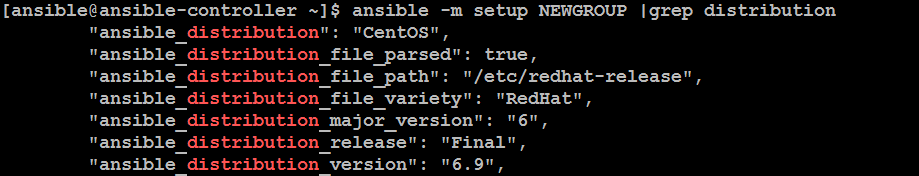 [ansible@ansible-controller ~]$ ansible -m setup NEWGROUP |grep distribution
"ansible_distribution": "CentOS",
"ansible_distribution_file_parsed": true,
"ansible_distribution_file_path": "/etc/redhat-release",
"ansible_distribution_file_variety": "RedHat",
"ansible_distribution_major_version": "6",
"ansible_distribution_release": "Final",
"ansible_distribution_version": "6.9",